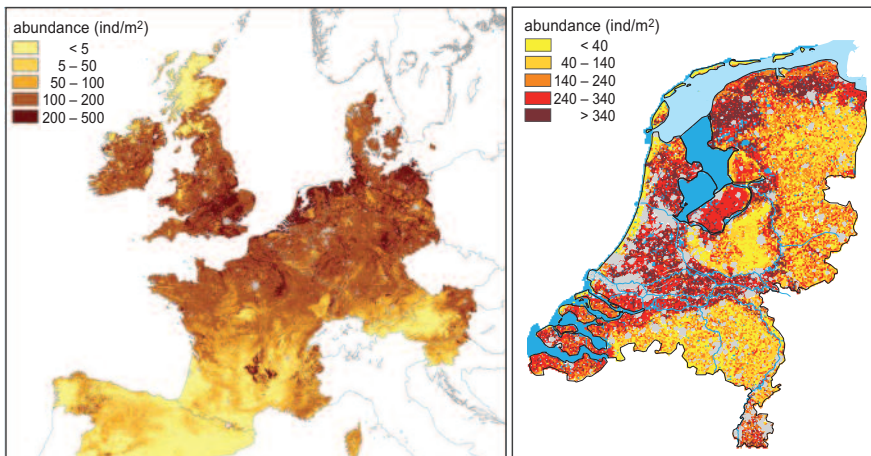 abundance (ind/m²)
< 5
5 – 50
50 – 100
100 – 200
200 – 500
abundance (ind/m²)
< 40
40 – 140
140 – 240
240 – 340
> 340